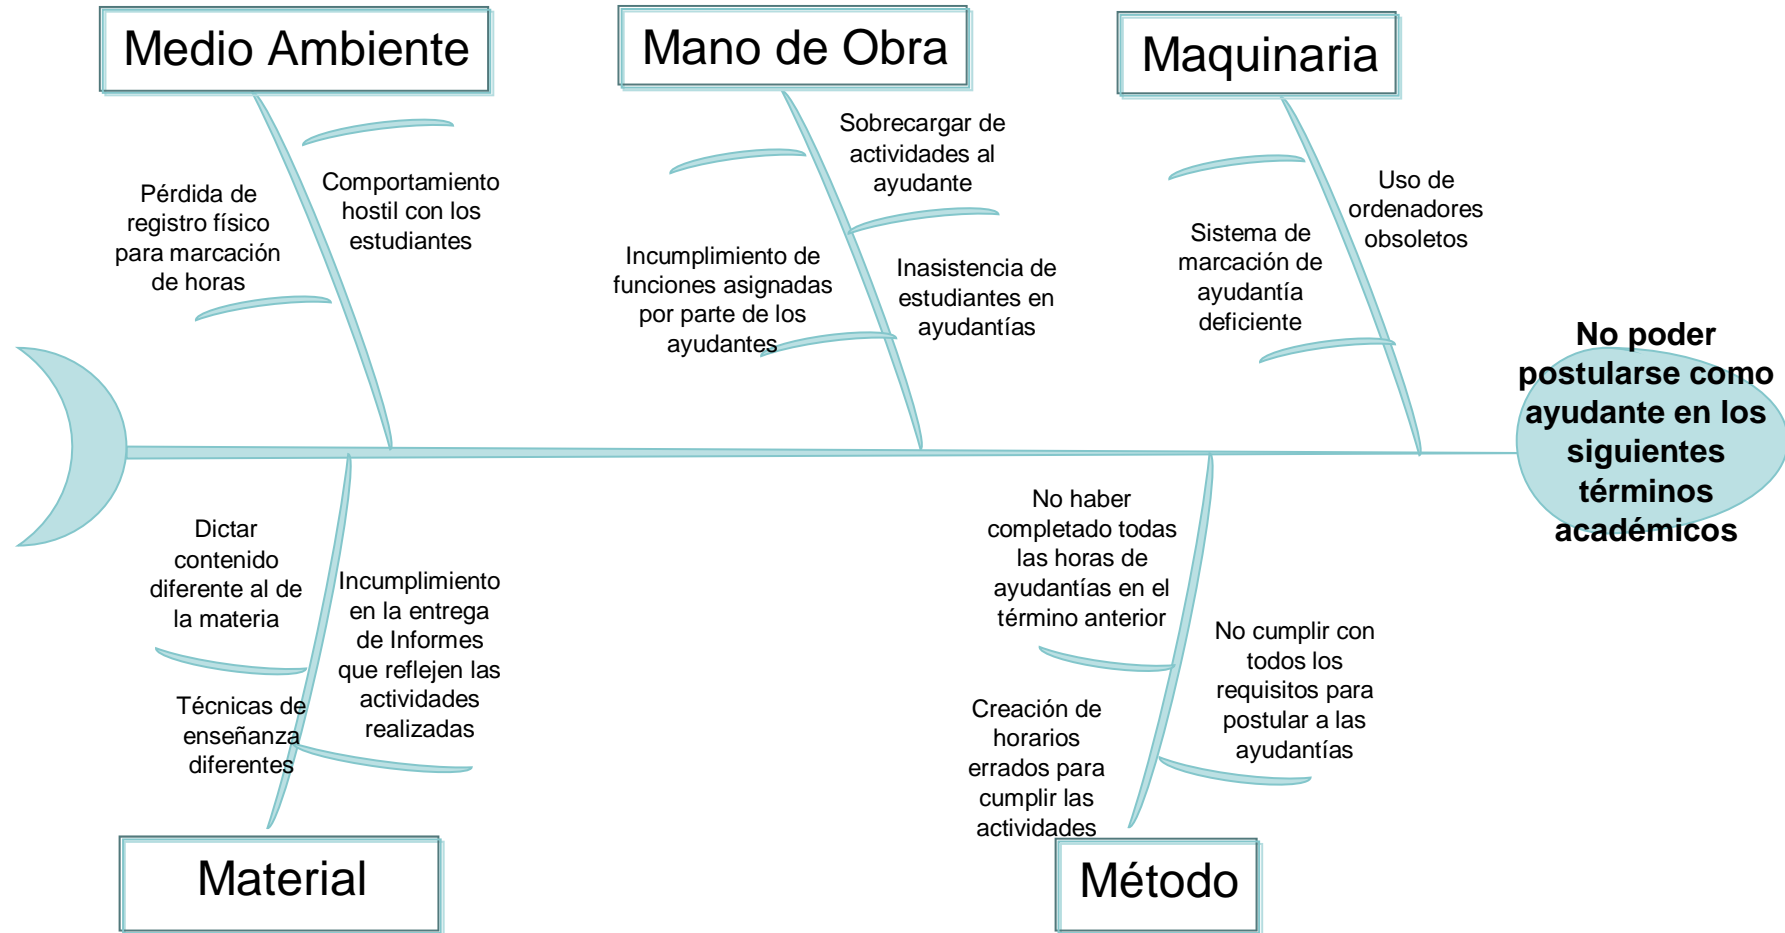 Medio Ambiente
Mano de Obra
Maquinaria
Pérdida de
registro físico
para marcación
de horas
Comportamiento
hostil con los
estudiantes
Sobrecargar de
actividades al
ayudante
Incumplimiento de
funciones asignadas
por parte de los
ayudantes
Inasistencia de
estudiantes en
ayudantías
Uso de
ordenadores
obsoletos
Sistema de
marcación de
ayudantía
deficiente
No poder
postularse como
ayudante en los
siguientes
términos
académicos
Dictar
contenido
diferente al de
la materia
Incumplimiento
en la entrega
de Informes
que reflejen las
actividades
realizadas
Técnicas de
enseñanza
diferentes
No haber
completado todas
las horas de
ayudantías en el
término anterior
No cumplir con
todos los
requisitos para
postular a las
ayudantías
Creación de
horarios
errados para
cumplir las
actividades
Material
Método